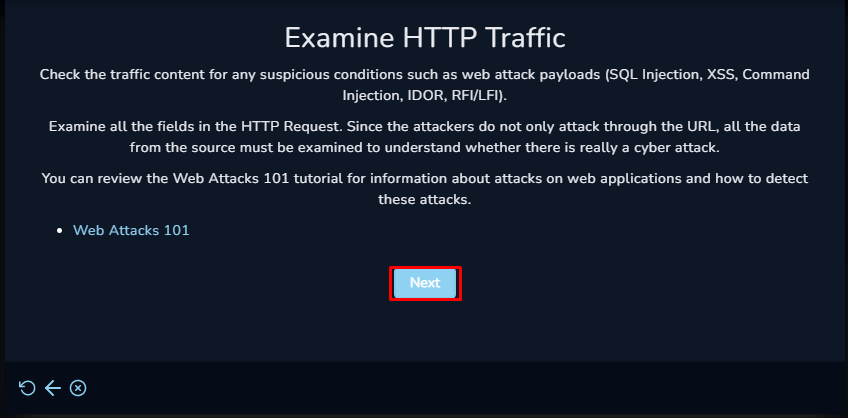 Examine HTTP Traffic
Check the traffic content for any suspicious conditions such as web attack payloads (SQL Injection, XSS, Command
Injection, IDOR, RFI/LFI).
Examine all the fields in the HTTP Request. Since the attackers do not only attack through the URL, all the data
from the source must be examined to understand whether there is really a cyber attack.
You can review the Web Attacks 101 tutorial for information about attacks on web applications and how to detect
these attacks.
• Web Attacks 101
Next